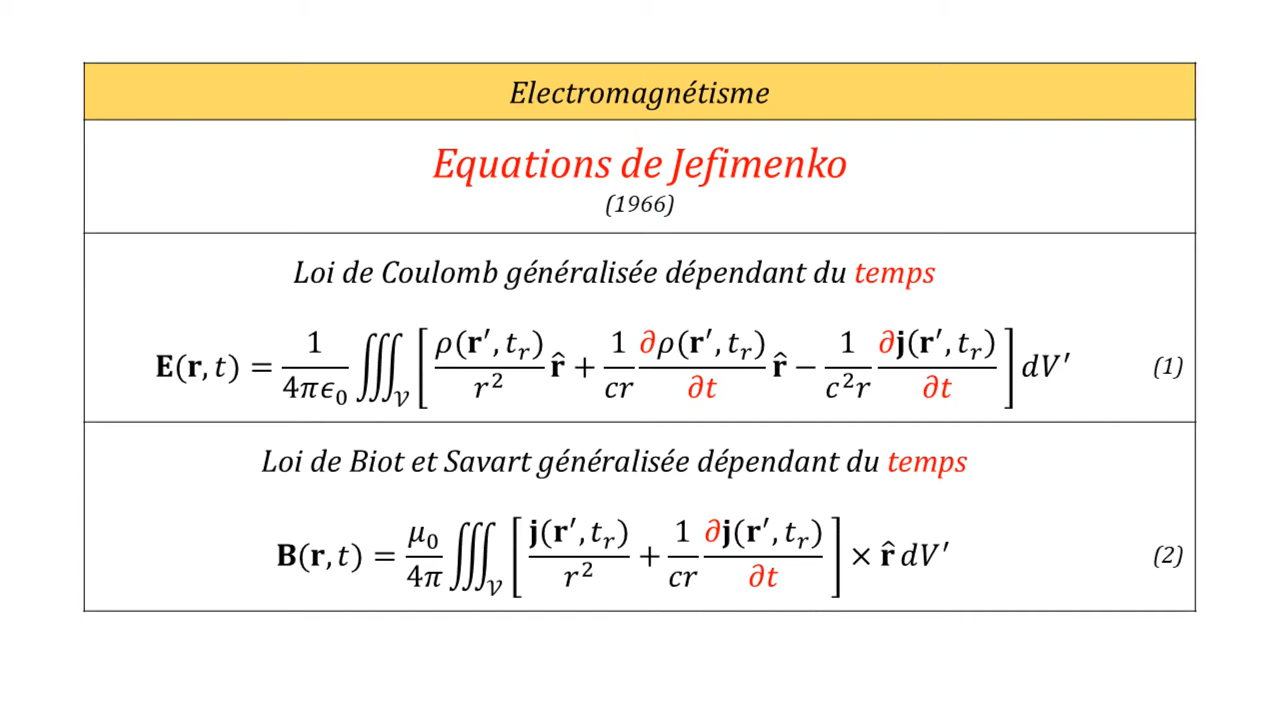 Electromagnétisme
Equations de Jefimenko
(1966)
Loi de Coulomb généralisée dépendant du temps
𝐄(𝐫, t) = 1/(4πϵ₀) ∭_𝒱 [ ρ(𝐫′, t_r)/r² 𝐫̂ + 1/(cr) ∂ρ(𝐫′, t_r)/∂t 𝐫̂ − 1/(c²r) ∂𝐣(𝐫′, t_r)/∂t ] dV′ (1)
Loi de Biot et Savart généralisée dépendant du temps
𝐁(𝐫, t) = μ₀/(4π) ∭_𝒱 [ 𝐣(𝐫′, t_r)/r² + 1/(cr) ∂𝐣(𝐫′, t_r)/∂t ] × 𝐫̂ dV′ (2)